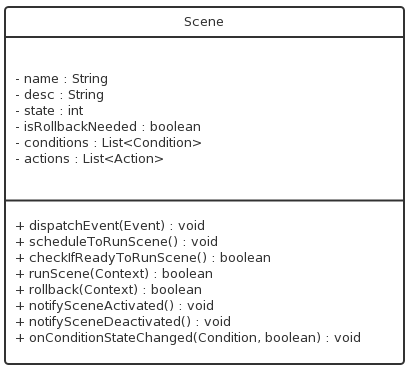 Scene
- name : String
- desc : String
- state : int
- isRollbackNeeded : boolean
- conditions : List<Condition>
- actions : List<Action>
+ dispatchEvent(Event) : void
+ scheduleToRunScene() : void
+ checkIfReadyToRunScene() : boolean
+ runScene(Context) : boolean
+ rollback(Context) : boolean
+ notifySceneActivated() : void
+ notifySceneDeactivated() : void
+ onConditionStateChanged(Condition, boolean) : void